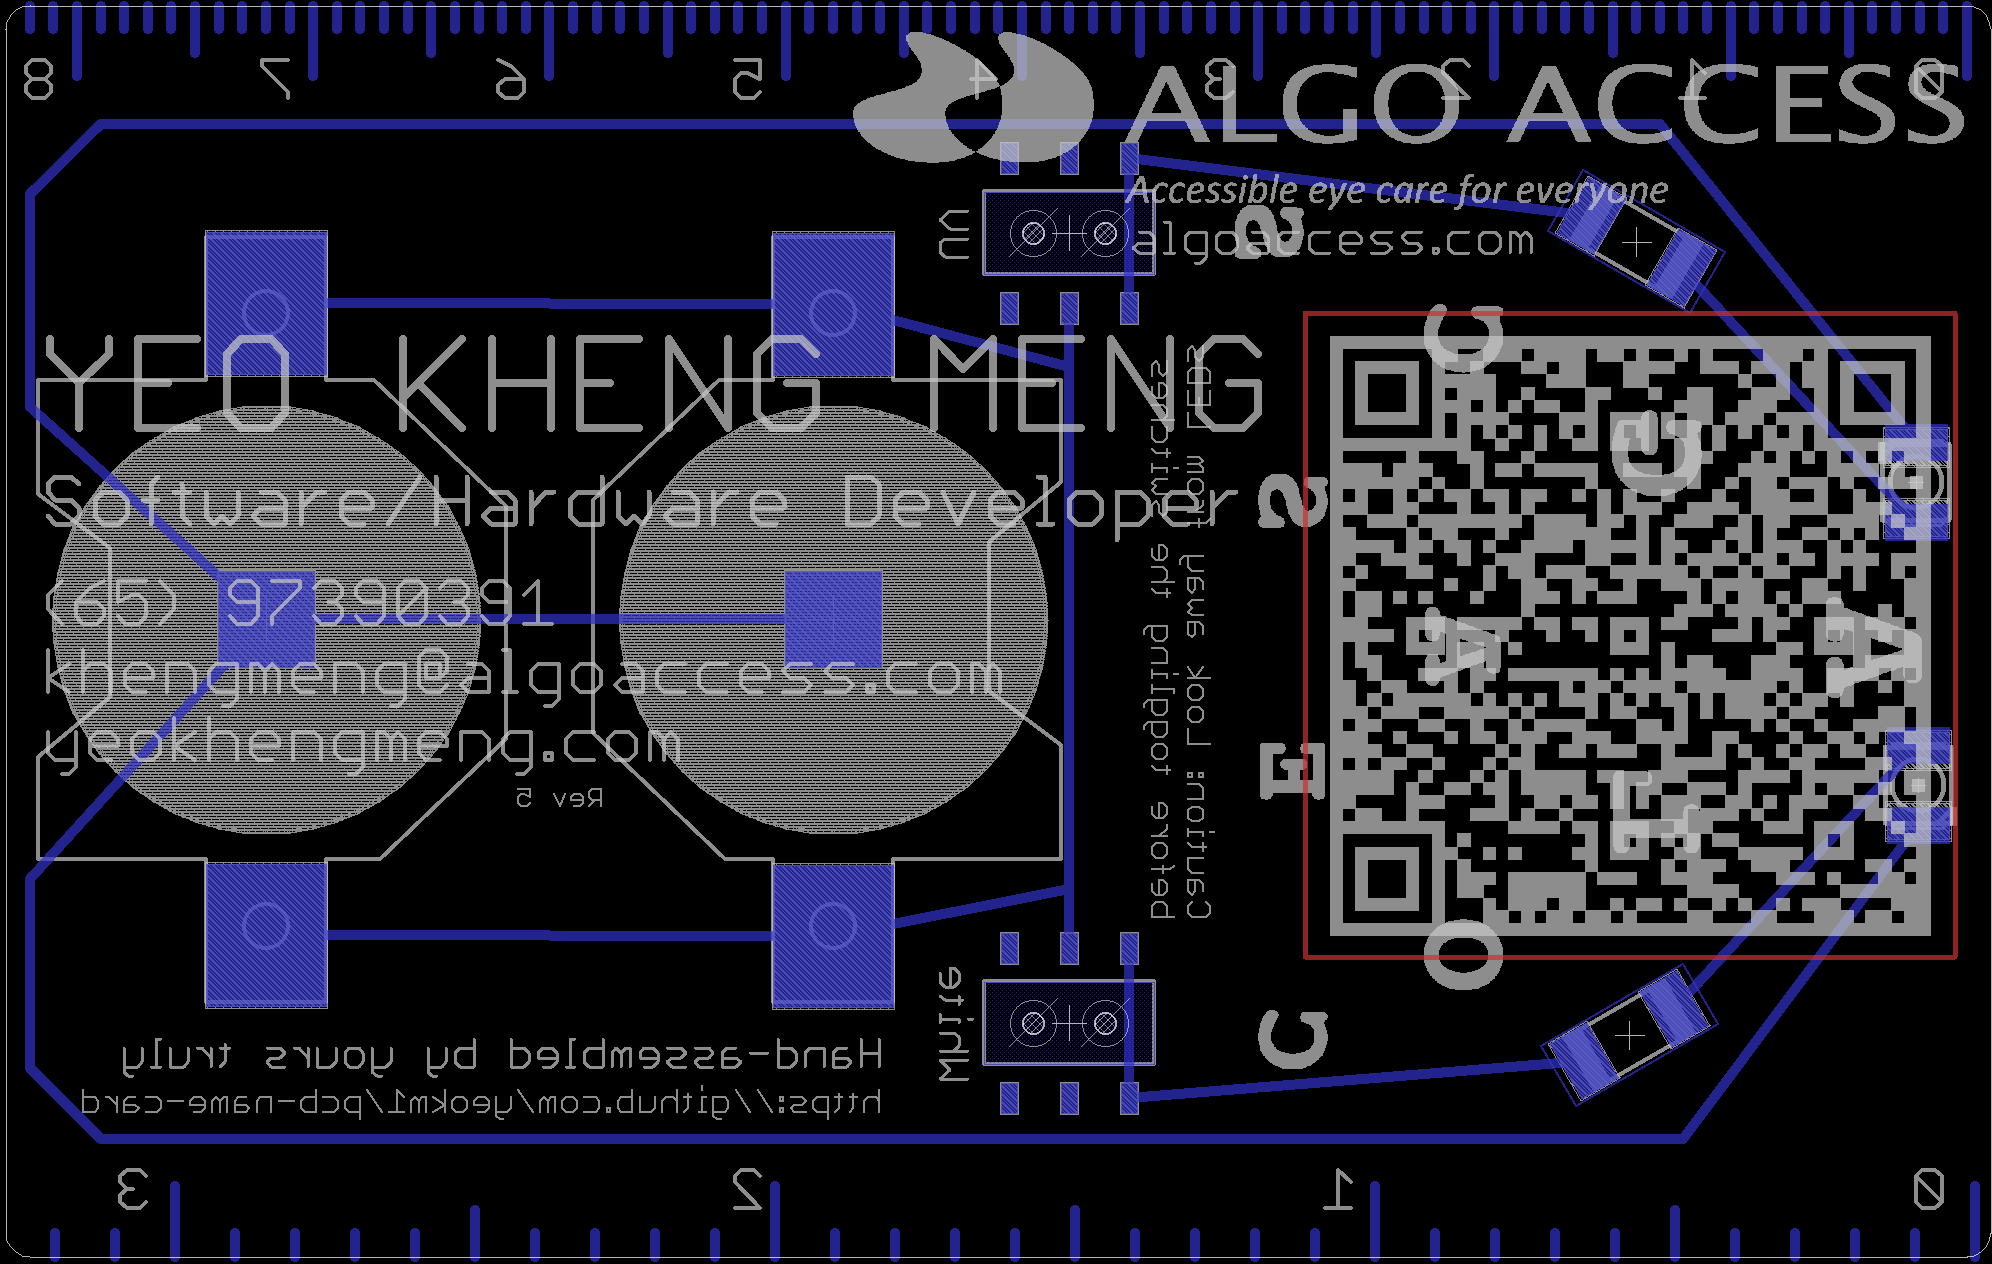 8 7 6 5 4 3 2 1 0
ALGO ACCESS
Accessible eye care for everyone
algoaccess.com
UV
YEO KHENG MENG
Software/Hardware Developer
(65) 97390391
khengmeng@algoaccess.com
yeokhengmeng.com
Rev 5
Caution: Look away from LEDs
before toggling the switches
White
Hand-assembled by yours truly
https://github.com/yeokm1/pcb-name-card
2
C
G
2
A
A
E
L
O
C
3 2 1 0